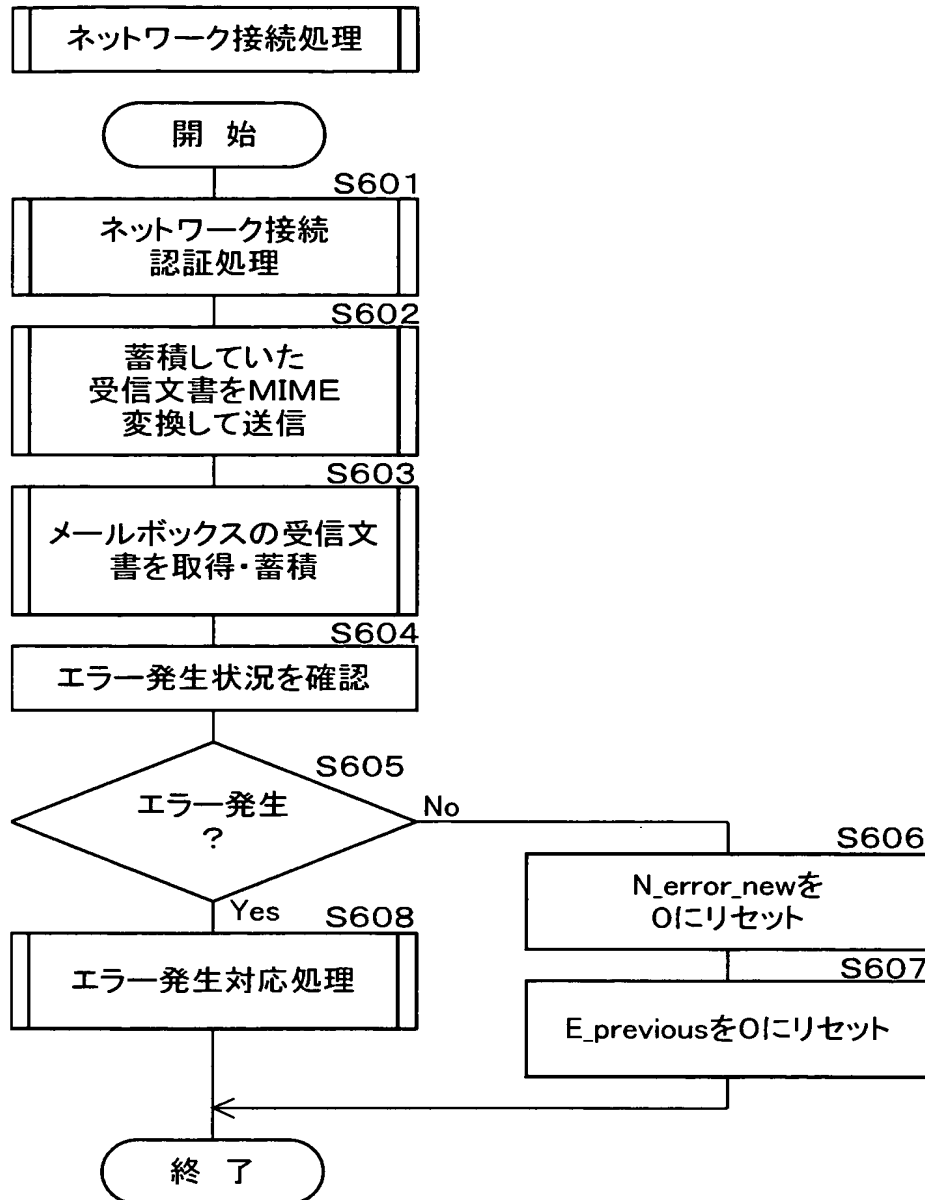 ネットワーク接続処理
開 始
S601
ネットワーク接続
認証処理
S602
蓄積していた
受信文書をMIME
変換して送信
S603
メールボックスの受信文
書を取得・蓄積
S604
エラー発生状況を確認
S605
エラー発生
?
No
S606
N_error_newを
0にリセット
S607
E_previousを0にリセット
Yes
S608
エラー発生対応処理
終 了